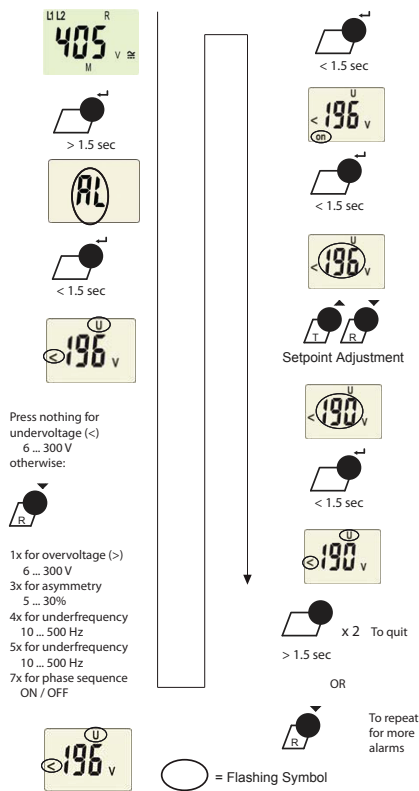 L1 L2 R
405 V ≅
M
> 1.5 sec
AL
< 1.5 sec
U
< 196 V
Press nothing for
undervoltage (<)
6 ... 300 V
otherwise:
R
1x for overvoltage (>)
6 ... 300 V
3x for asymmetry
5 ... 30%
4x for underfrequency
10 ... 500 Hz
5x for underfrequency
10 ... 500 Hz
7x for phase sequence
ON / OFF
U
< 196 V
< 1.5 sec
U
< 196 V
on
< 1.5 sec
U
< 196 V
T R
Setpoint Adjustment
U
< 190 V
< 1.5 sec
U
< 190 V
x 2 To quit
> 1.5 sec
OR
R
To repeat
for more
alarms
= Flashing Symbol